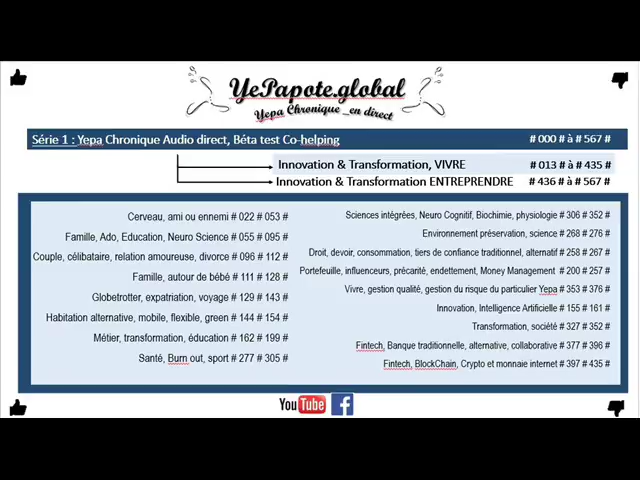 YePapote.global
Yepa Chronique _en direct
Série 1 : Yepa Chronique Audio direct, Béta test Co-helping # 000 # à # 567 #
Innovation & Transformation, VIVRE # 013 # à # 435 #
Innovation & Transformation ENTREPRENDRE # 436 # à # 567 #
Cerveau, ami ou ennemi # 022 # 053 #
Famille, Ado, Education, Neuro Science # 055 # 095 #
Couple, célibataire, relation amoureuse, divorce # 096 # 112 #
Famille, autour de bébé # 111 # 128 #
Globetrotter, expatriation, voyage # 129 # 143 #
Habitation alternative, mobile, flexible, green # 144 # 154 #
Métier, transformation, éducation # 162 # 199 #
Santé, Burn out, sport # 277 # 305 #
Sciences intégrées, Neuro Cognitif, Biochimie, physiologie # 306 # 352 #
Environnement préservation, science # 268 # 276 #
Droit, devoir, consommation, tiers de confiance traditionnel, alternatif # 258 # 267 #
Portefeuille, influenceurs, précarité, endettement, Money Management # 200 # 257 #
Vivre, gestion qualité, gestion du risque du particulier Yepa # 353 # 376 #
Innovation, Intelligence Artificielle # 155 # 161 #
Transformation, société # 327 # 352 #
Fintech, Banque traditionnelle, alternative, collaborative # 377 # 396 #
Fintech, BlockChain, Crypto et monnaie internet # 397 # 435 #
YouTube f